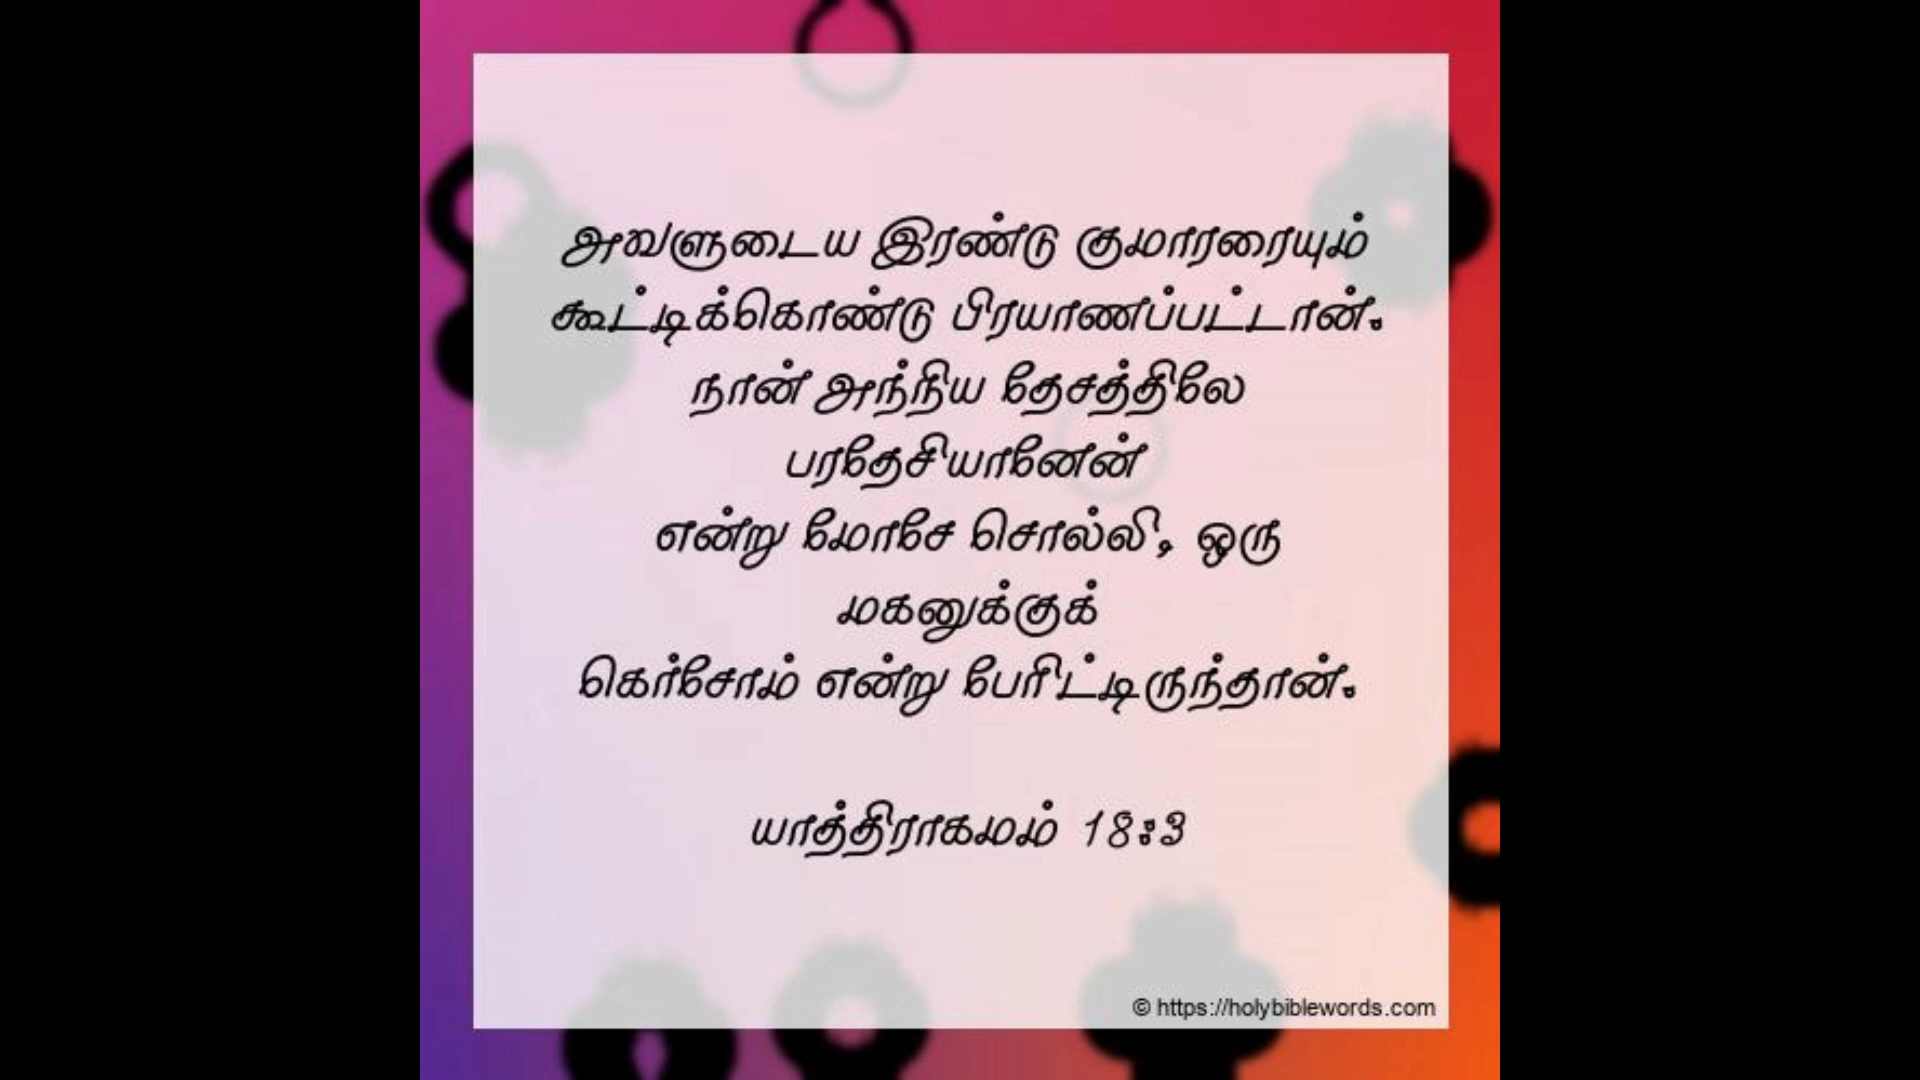 அவளுடைய இரண்டு குமாரரையும்
கூட்டிக்கொண்டு பிரயாணப்பட்டான்.
நான் அந்நிய தேசத்திலே
பரதேசியானேன்
என்று மோசே சொல்லி, ஒரு
மகனுக்குக்
கெர்சோம் என்று பேரிட்டிருந்தான்.
யாத்திராகமம் 18:3
© https://holybiblewords.com